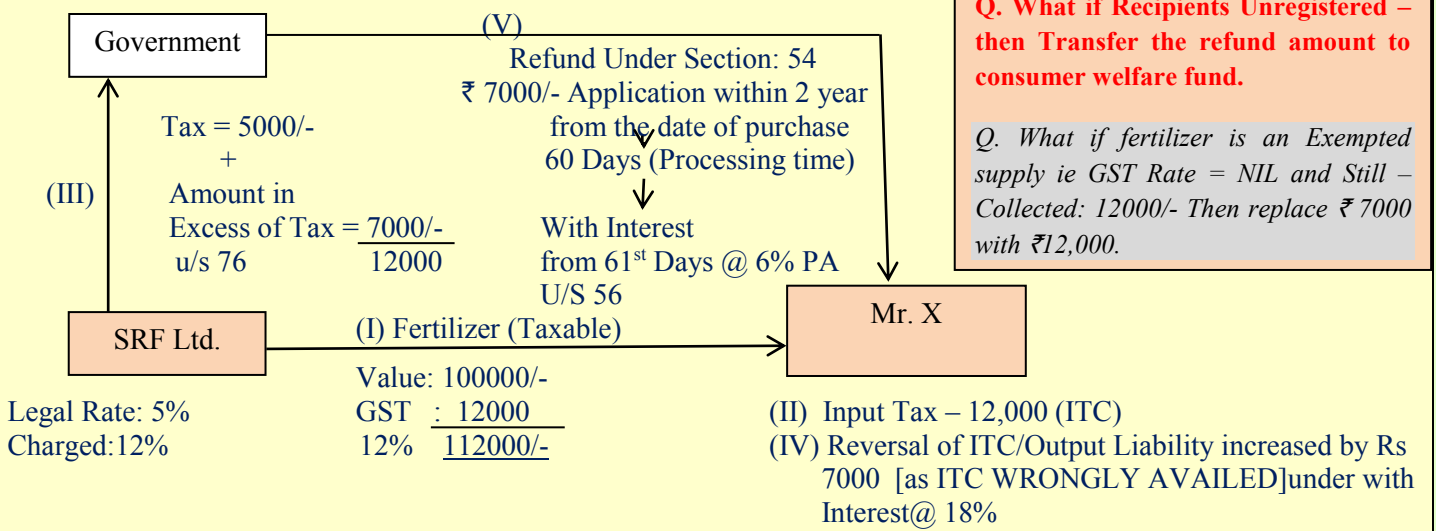 Government
(V)
Refund Under Section: 54
₹ 7000/- Application within 2 year
from the date of purchase
60 Days (Processing time)
With Interest
from 61st Days @ 6% PA
U/S 56
Q. What if Recipients Unregistered –
then Transfer the refund amount to
consumer welfare fund.
Q. What if fertilizer is an Exempted
supply ie GST Rate = NIL and Still –
Collected: 12000/- Then replace ₹ 7000
with ₹12,000.
(III)
Tax = 5000/-
+
Amount in
Excess of Tax = 7000/-
u/s 76 12000
SRF Ltd.
(I) Fertilizer (Taxable)
Mr. X
Legal Rate: 5%
Charged:12%
Value: 100000/-
GST : 12000
12% 112000/-
(II) Input Tax – 12,000 (ITC)
(IV) Reversal of ITC/Output Liability increased by Rs
7000 [as ITC WRONGLY AVAILED]under with
Interest@ 18%